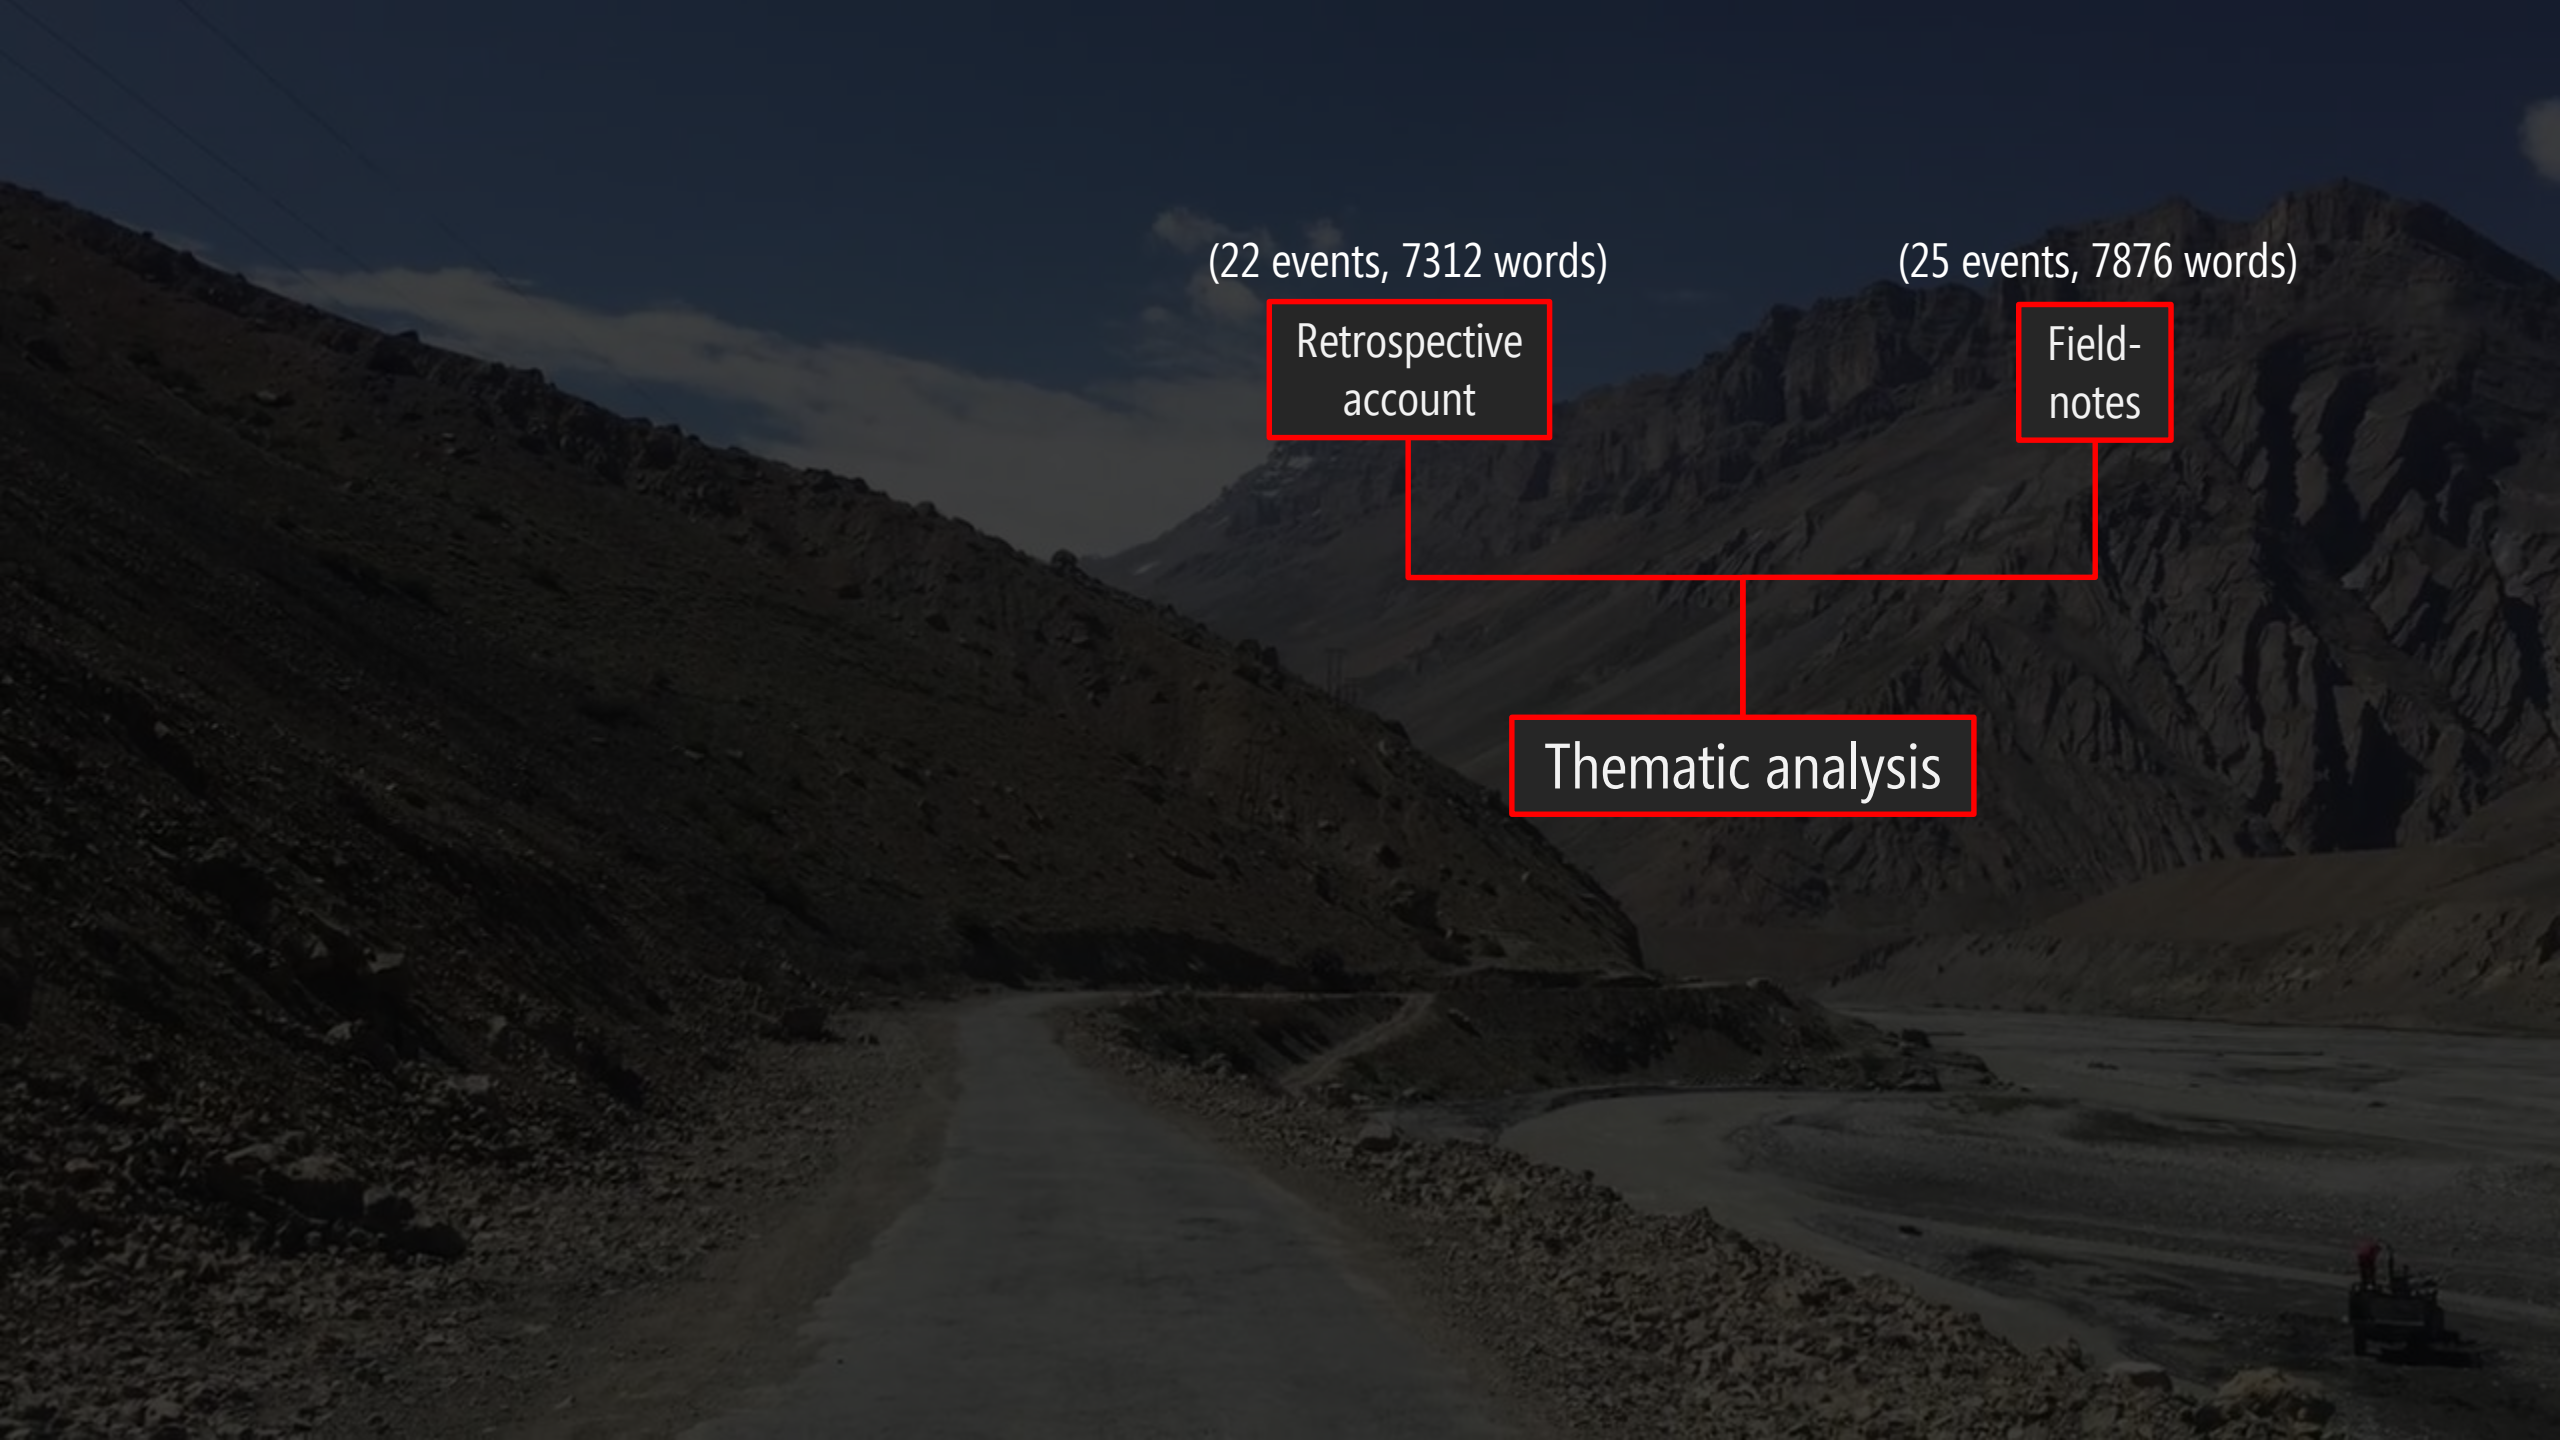 (22 events, 7312 words)
Retrospective
account
(25 events, 7876 words)
Field-
notes
Thematic analysis